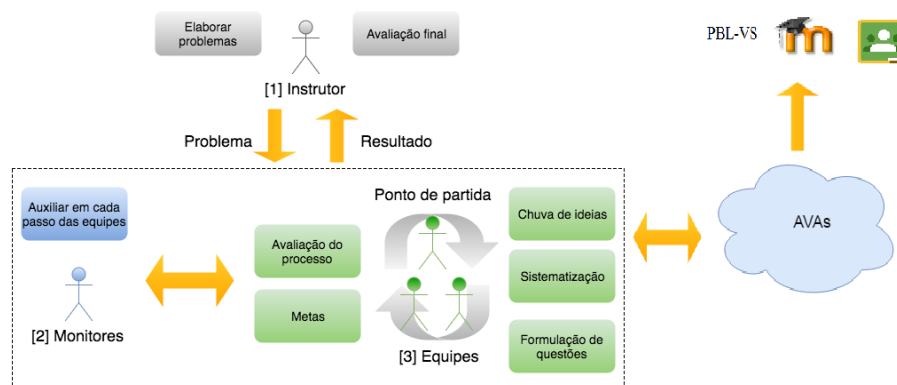 Elaborar
problemas
Avaliação final
[1] Instrutor
PBL-VS
m
Problema
Resultado
Auxiliar em cada
passo das equipes
[2] Monitores
Avaliação do
processo
Metas
Ponto de partida
[3] Equipes
Chuva de ideias
Sistematização
Formulação de
questões
AVAs